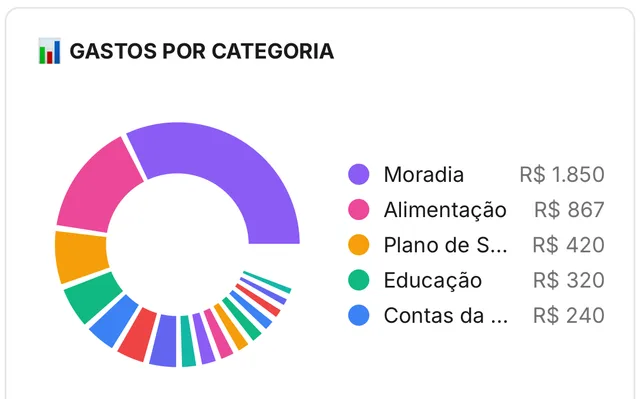 GASTOS POR CATEGORIA
Moradia R$ 1.850
Alimentação R$ 867
Plano de S... R$ 420
Educação R$ 320
Contas da ... R$ 240